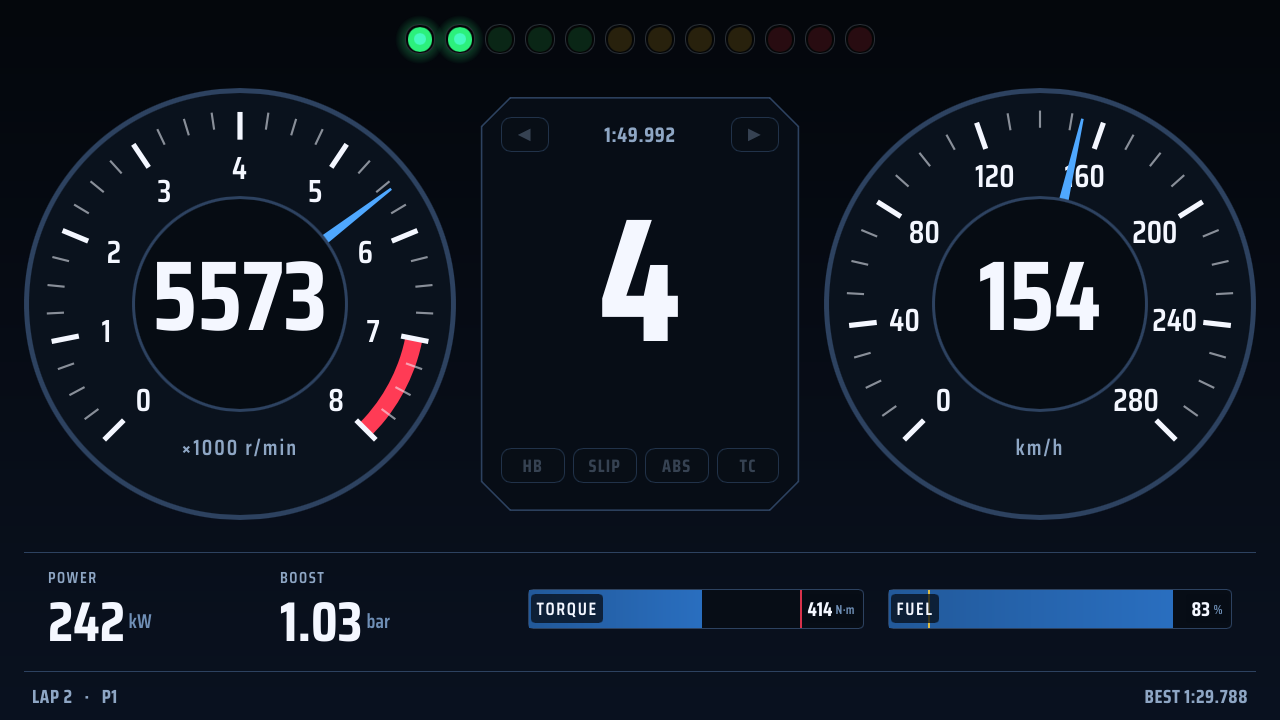 ◀ 1:49.992 ▶
0 1 2 3 4 5 6 7 8
5573
×1000 r/min
4
HB SLIP ABS TC
0 40 80 120 160 200 240 280
154
km/h
POWER
242 kW
BOOST
1.03 bar
TORQUE 414 N·m
FUEL 83 %
LAP 2 · P1
BEST 1:29.788